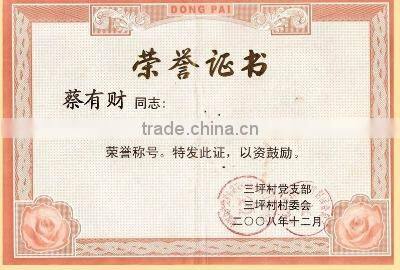 DONG PAI
荣誉证书
蔡有财 同志:
trade.china.cn
荣誉称号。特发此证，以资鼓励。
三坪村党支部
三坪村村委会
二〇〇八年十二月